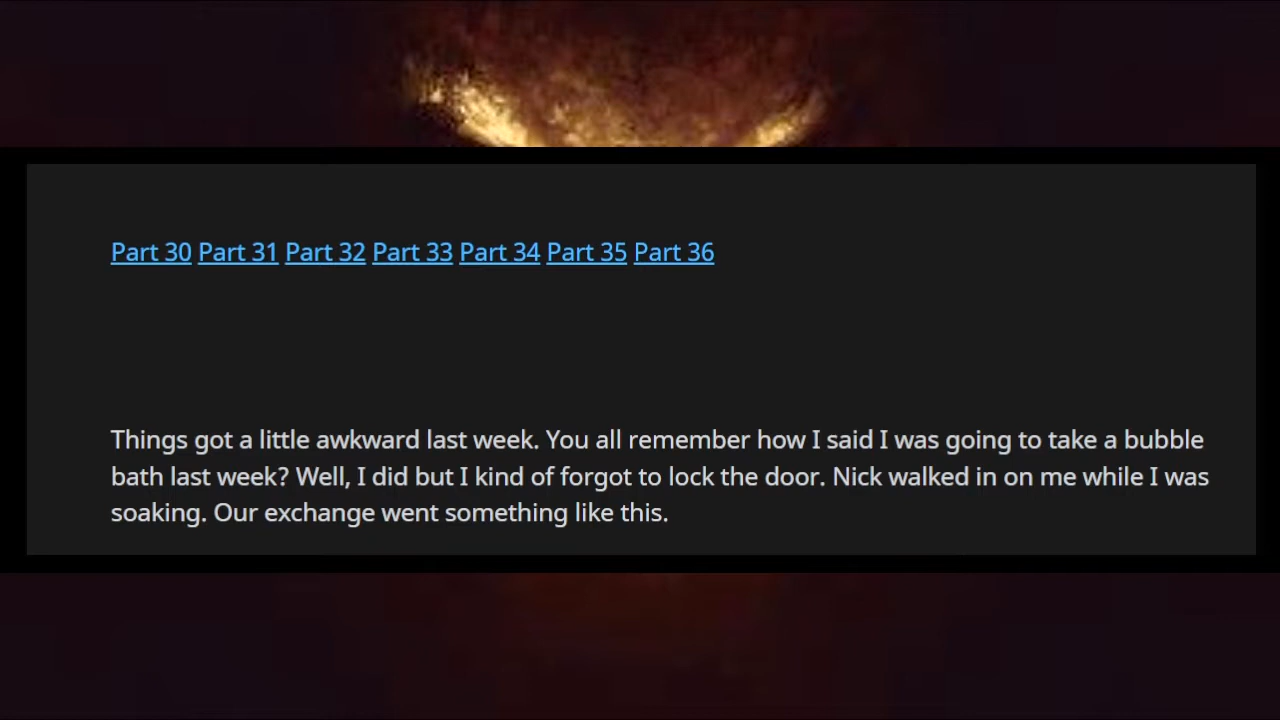 Part 30 Part 31 Part 32 Part 33 Part 34 Part 35 Part 36
Things got a little awkward last week. You all remember how I said I was going to take a bubble
bath last week? Well, I did but I kind of forgot to lock the door. Nick walked in on me while I was
soaking. Our exchange went something like this.